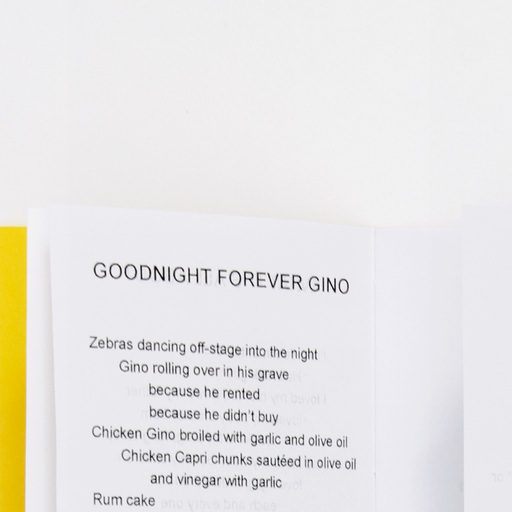 GOODNIGHT FOREVER GINO
Zebras dancing off-stage into the night
Gino rolling over in his grave
because he rented
because he didn't buy
Chicken Gino broiled with garlic and olive oil
Chicken Capri chunks sautéed in olive oil
and vinegar with garlic
Rum cake